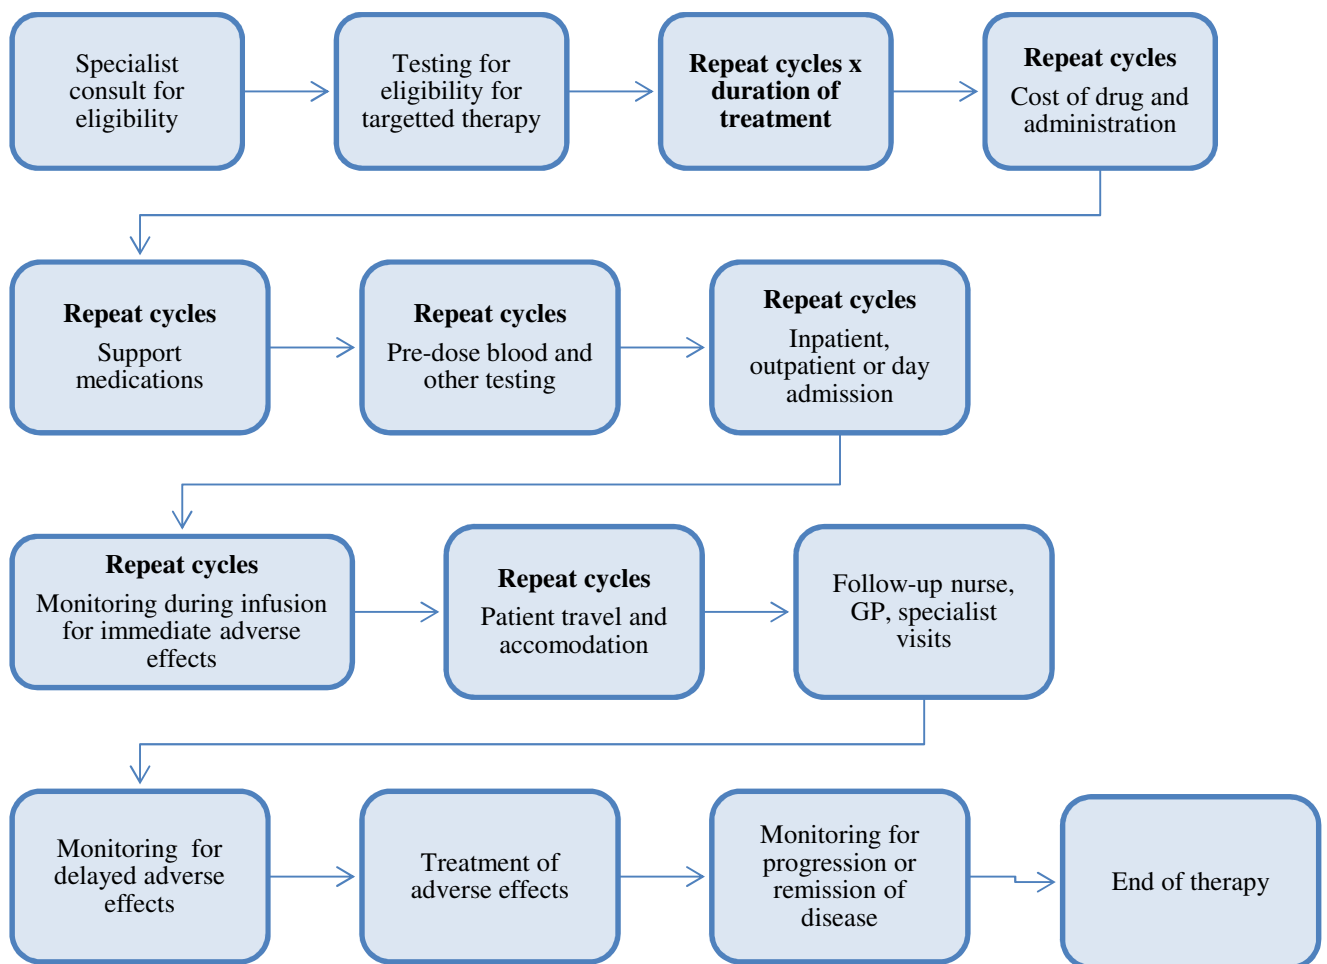 Specialist
consult for
eligibility
Testing for
eligibility for
targetted therapy
Repeat cycles x
duration of
treatment
Repeat cycles
Cost of drug and
administration
Repeat cycles
Support
medications
Repeat cycles
Pre-dose blood and
other testing
Repeat cycles
Inpatient,
outpatient or day
admission
Repeat cycles
Monitoring during infusion
for immediate adverse
effects
Repeat cycles
Patient travel and
accomodation
Follow-up nurse,
GP, specialist
visits
Monitoring for
delayed adverse
effects
Treatment of
adverse effects
Monitoring for
progression or
remission of
disease
End of therapy